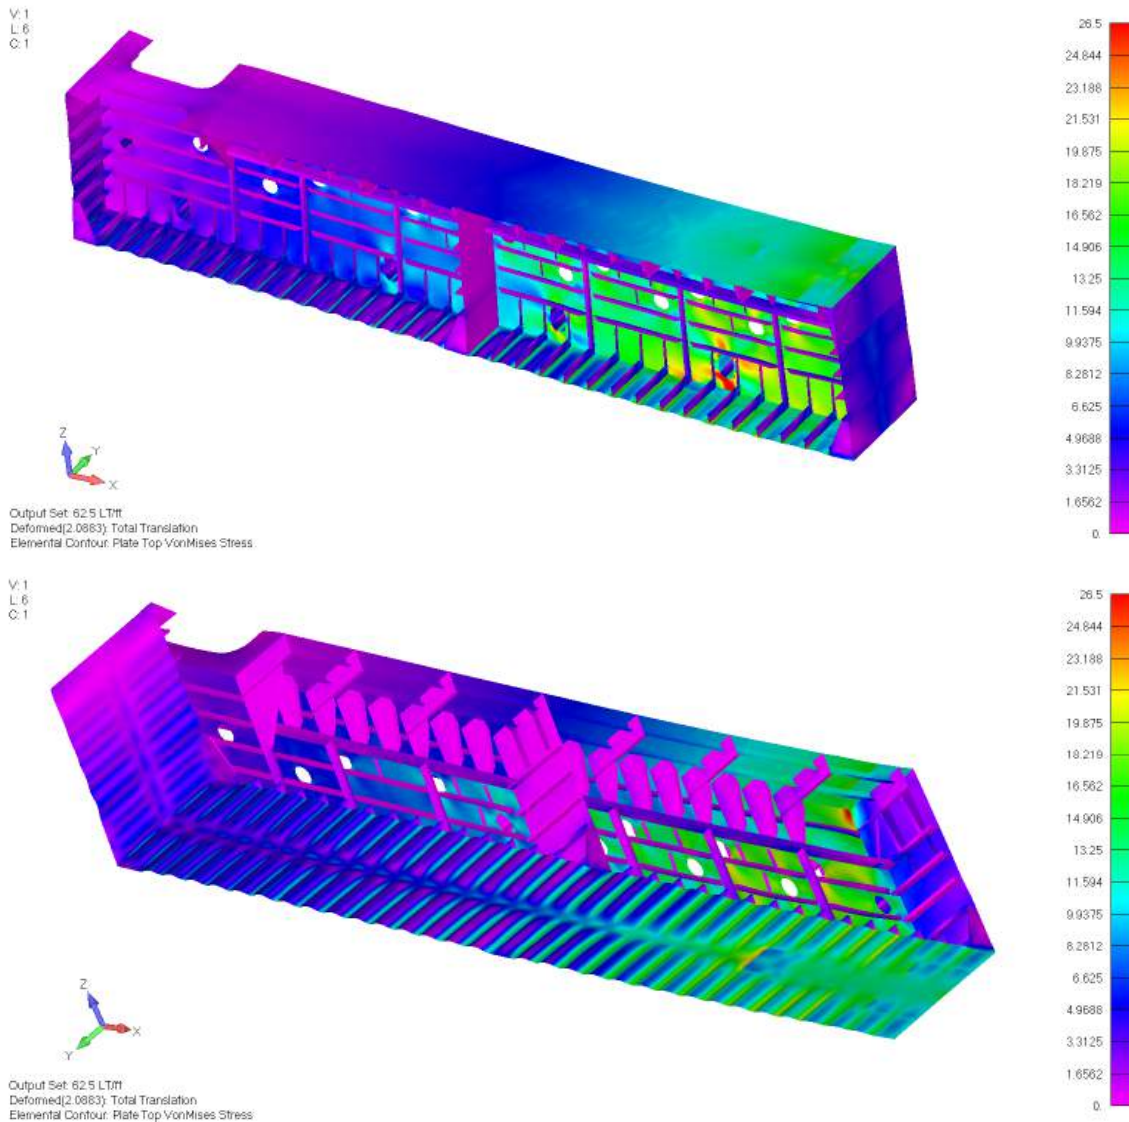 V: 1
L: 6
C: 1
26.5
24.844
23.188
21.531
19.875
18.219
16.562
14.906
13.25
11.594
9.9375
8.2812
6.625
4.9688
3.3125
1.6562
0.
Z
Y
X
Output Set: 62.5 LT/ft
Deformed(2.0883): Total Translation
Elemental Contour: Plate Top VonMises Stress
V: 1
L: 6
C: 1
26.5
24.844
23.188
21.531
19.875
18.219
16.562
14.906
13.25
11.594
9.9375
8.2812
6.625
4.9688
3.3125
1.6562
0.
Z
X
Y
Output Set: 62.5 LT/ft
Deformed(2.0883): Total Translation
Elemental Contour: Plate Top VonMises Stress